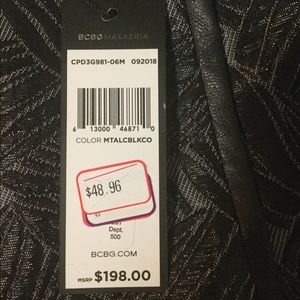 BCBGMAXAZRIA
CPD3G981-06M 092018
6 13000 46871 0
COLOR MTALCBLKCO
$48.96
Dept.
500
BCBG.COM
MSRP $198.00